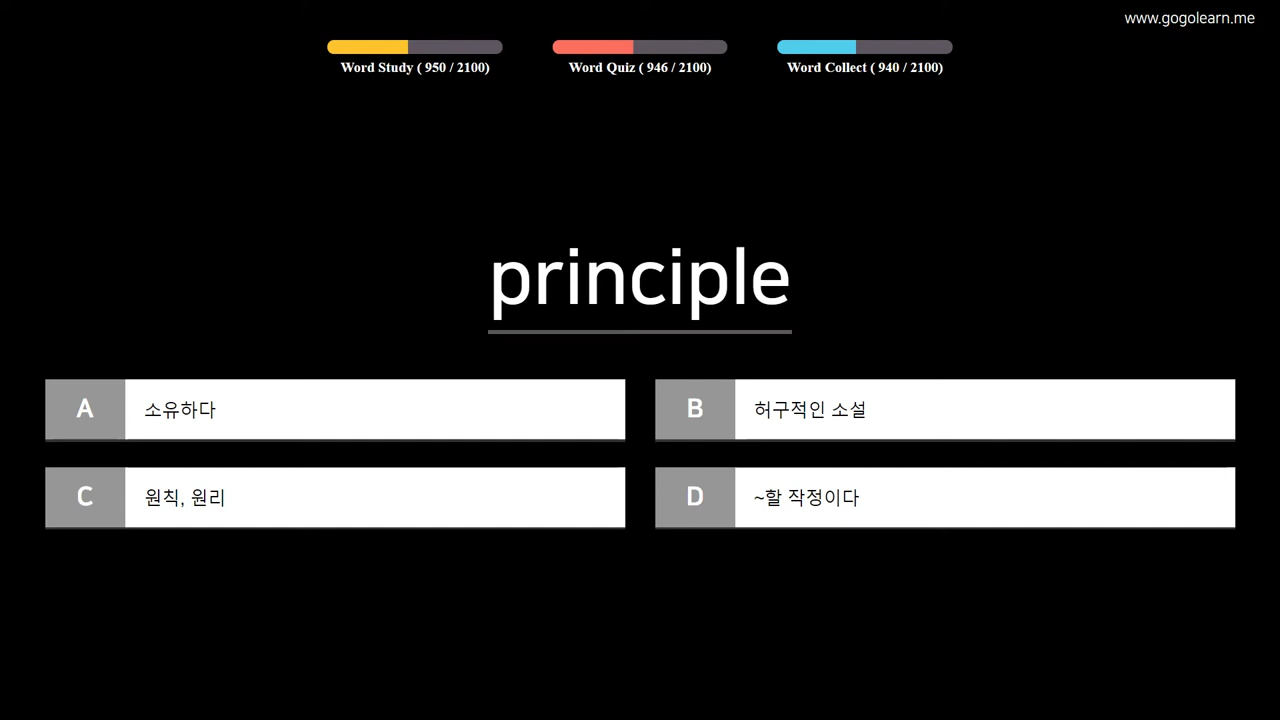 www.gogolearn.me
Word Study ( 950 / 2100)
Word Quiz ( 946 / 2100)
Word Collect ( 940 / 2100)
principle
A 소유하다
B 허구적인 소설
C 원칙, 원리
D ~할 작정이다